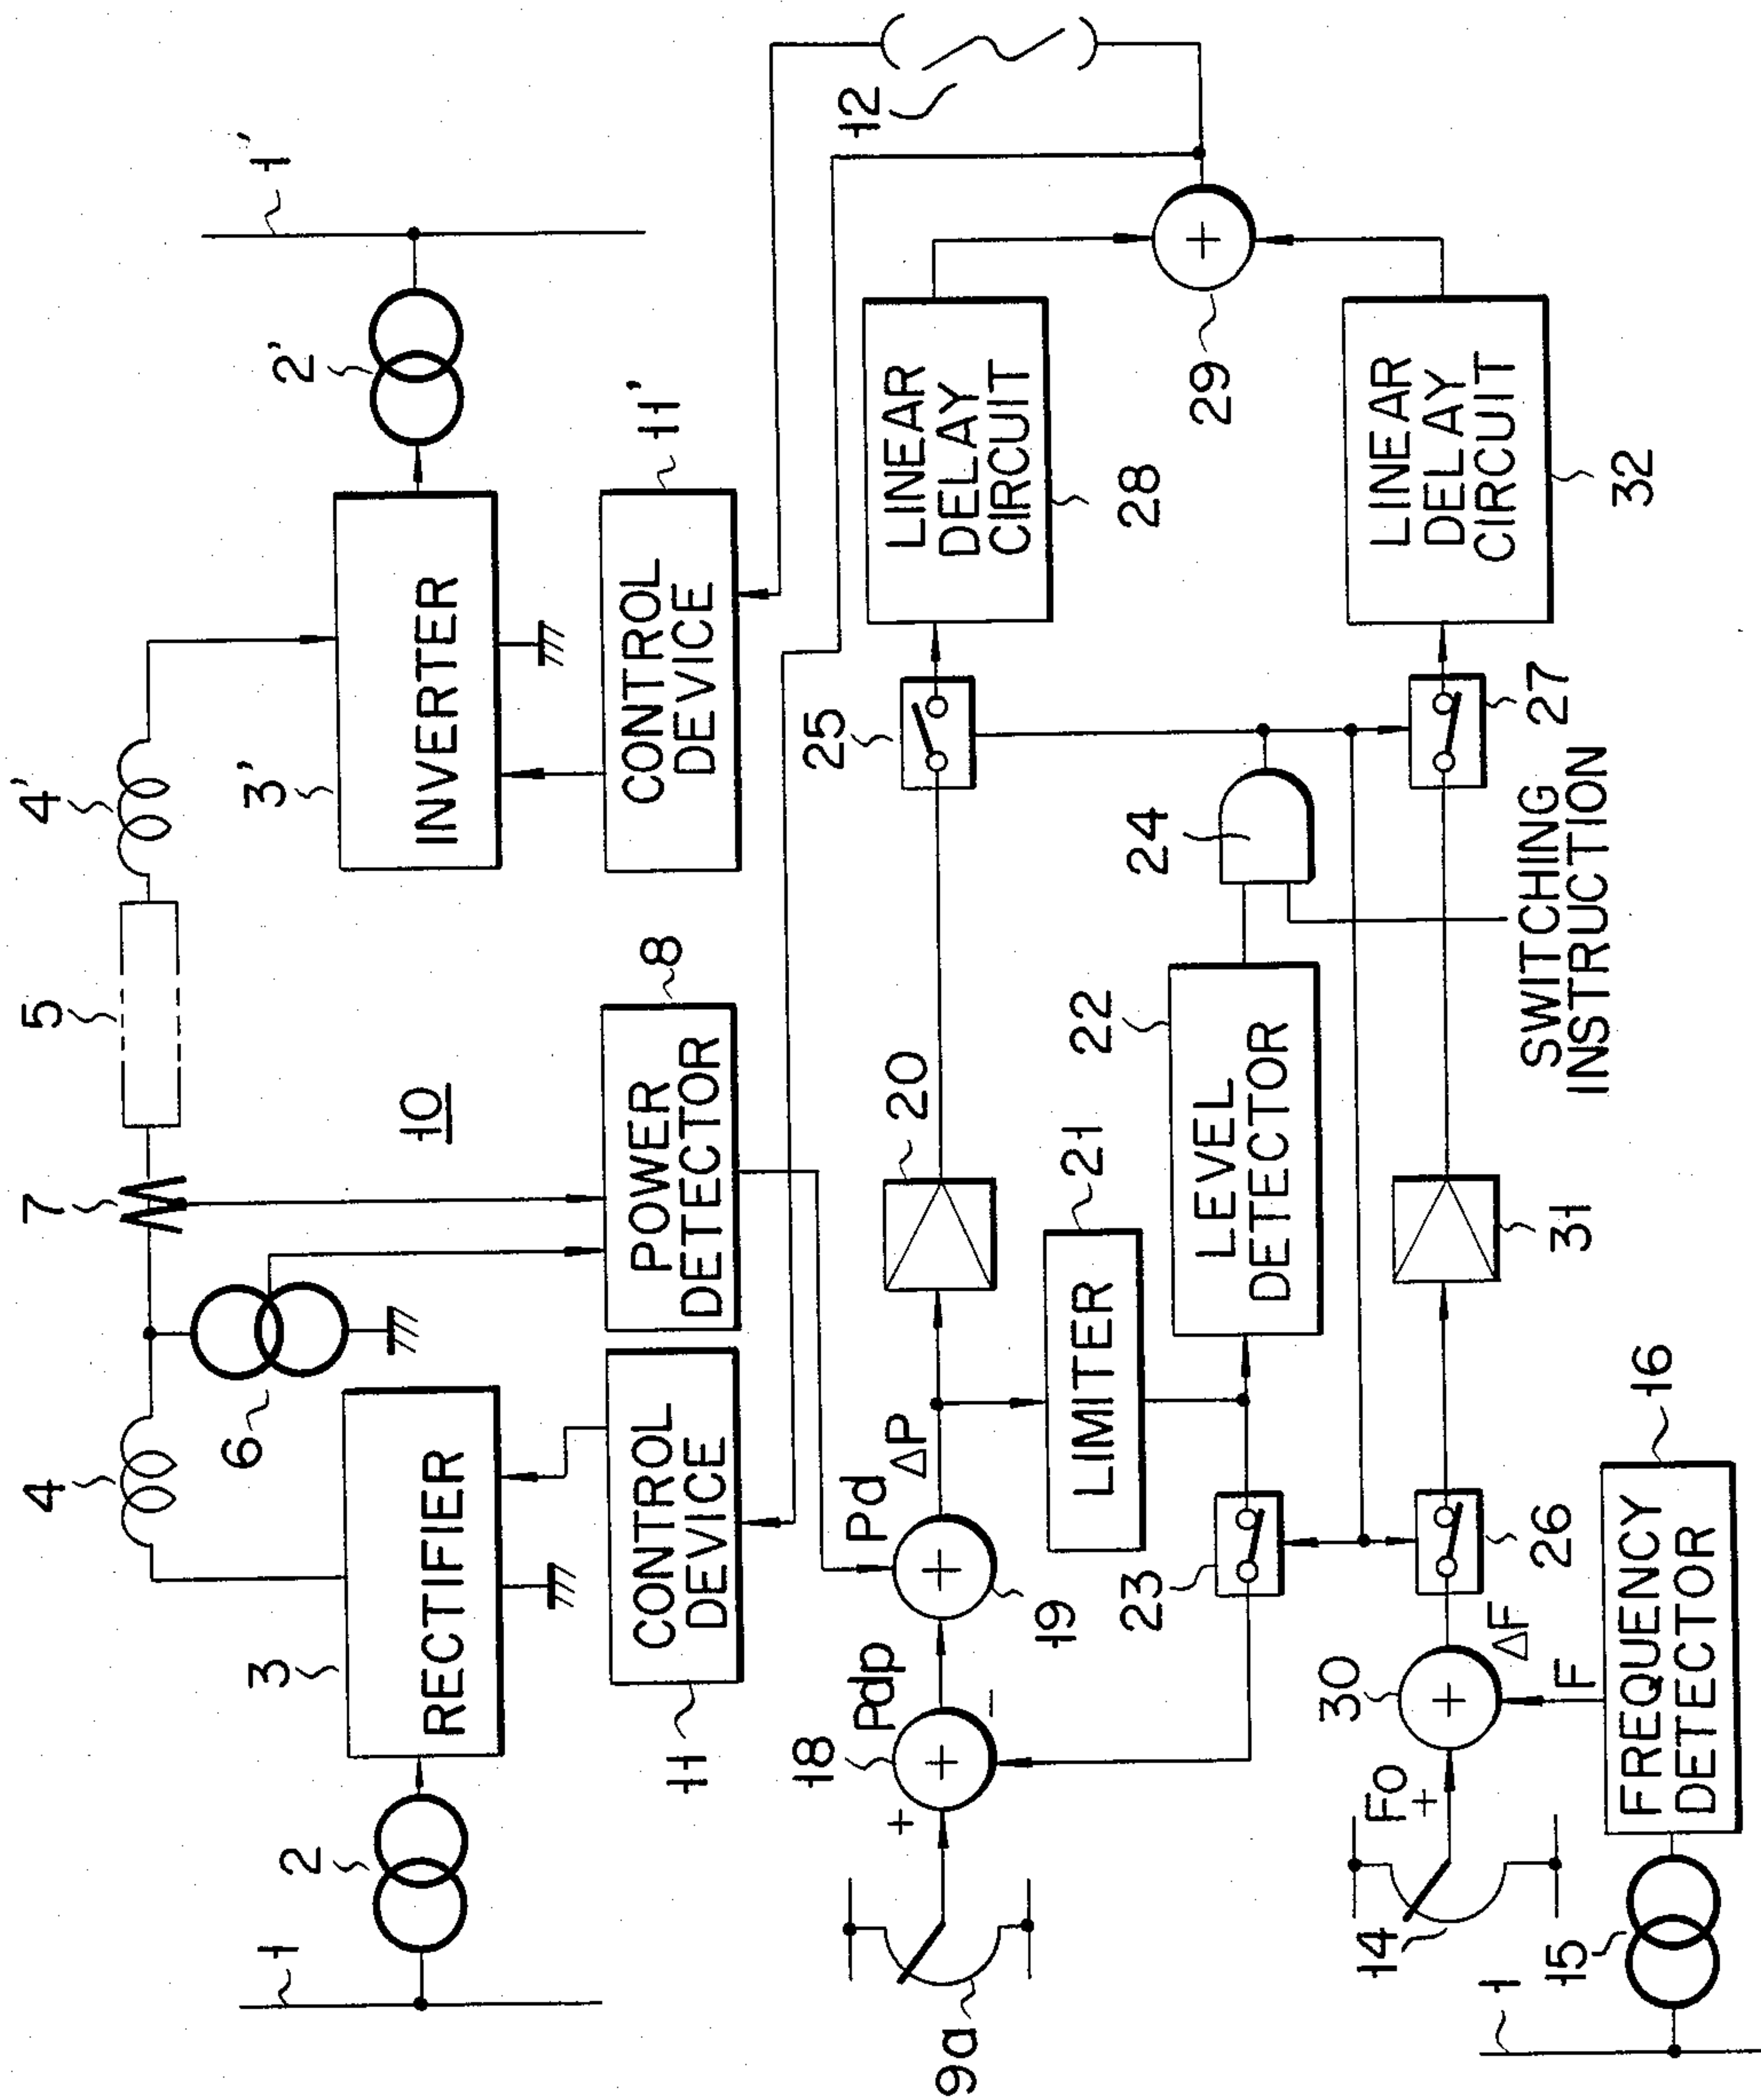 1
2
3
RECTIFIER
4
6
7
5
4'
3'
INVERTER
2'
1'
10
11
CONTROL
DEVICE
POWER
DETECTOR
8
CONTROL
DEVICE
11'
12
9a
+
18
+
−
Pdp
19
+
Pd
ΔP
20
25
LINEAR
DELAY
CIRCUIT
28
29
+
LIMITER
21
23
LEVEL
DETECTOR
22
24
SWITCHING
INSTRUCTION
14
Fo
+
30
+
ΔF
F
26
31
27
LINEAR
DELAY
CIRCUIT
32
1
15
FREQUENCY
DETECTOR
16